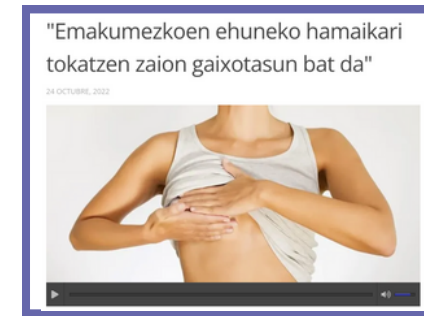 "Emakumezkoen ehuneko hamaikari
tokatzen zaion gaixotasun bat da"
24 OCTUBRE, 2022